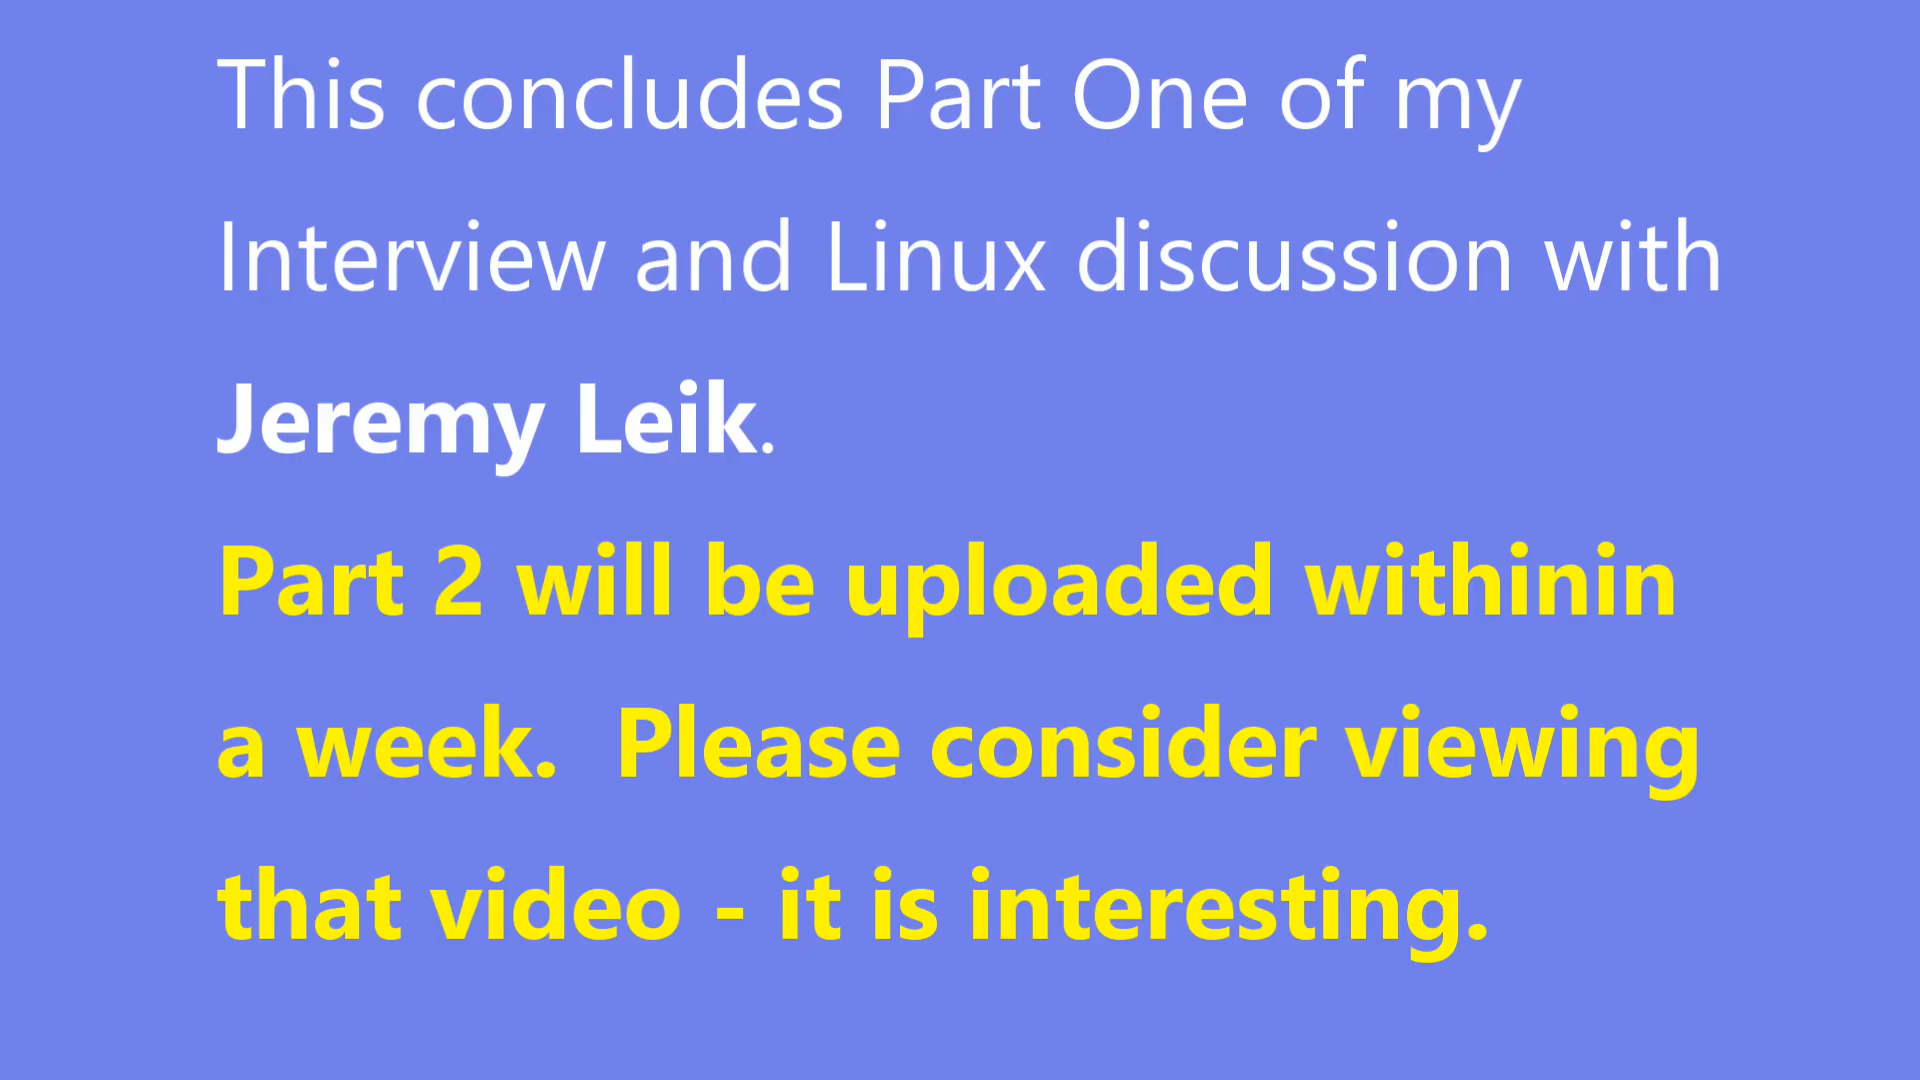 This concludes Part One of my
Interview and Linux discussion with
Jeremy Leik.
Part 2 will be uploaded withinin
a week.  Please consider viewing
that video - it is interesting.